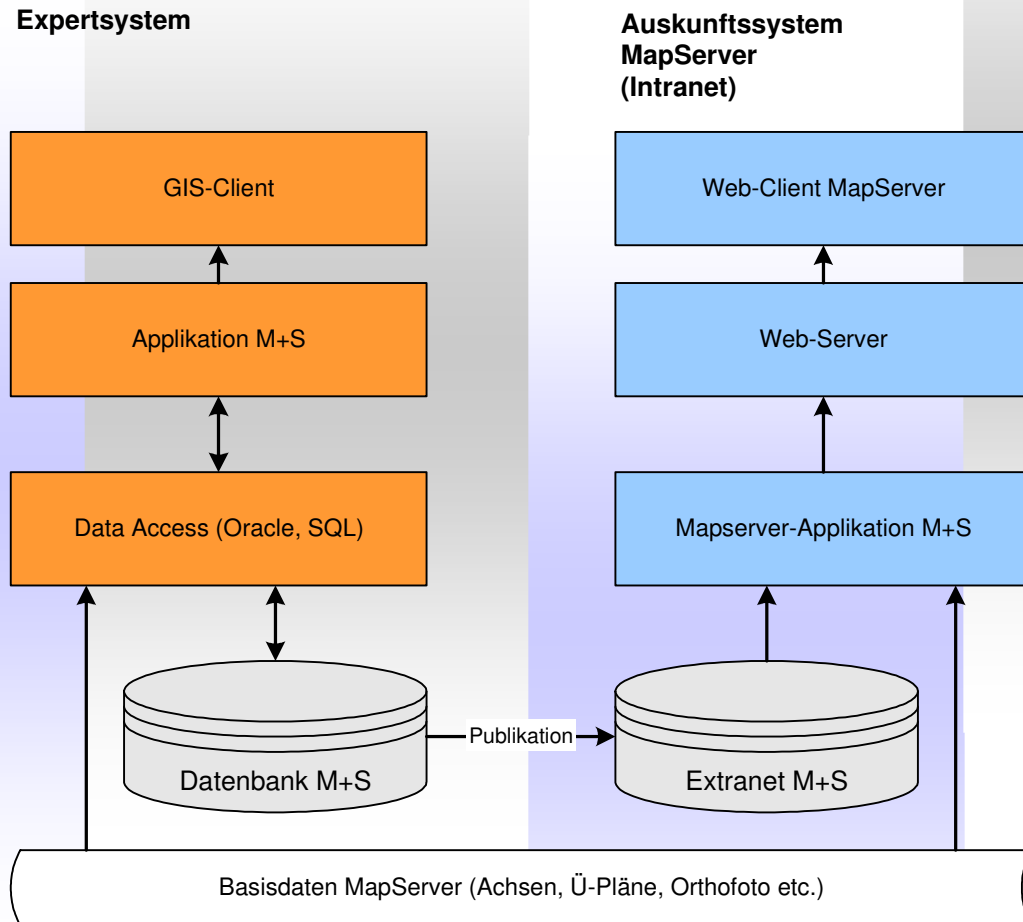 Expertsystem
Auskunftssystem
MapServer
(Intranet)
GIS-Client
Web-Client MapServer
Applikation M+S
Web-Server
Data Access (Oracle, SQL)
Mapserver-Applikation M+S
Publikation
Datenbank M+S
Extranet M+S
Basisdaten MapServer (Achsen, Ü-Pläne, Orthofoto etc.)